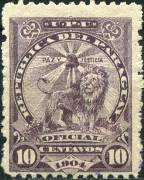 U.P.U.
REPUBLICA DEL PARAGUAY
PAZ Y JUSTICIA
OFICIAL
10 CENTAVOS 10
1904